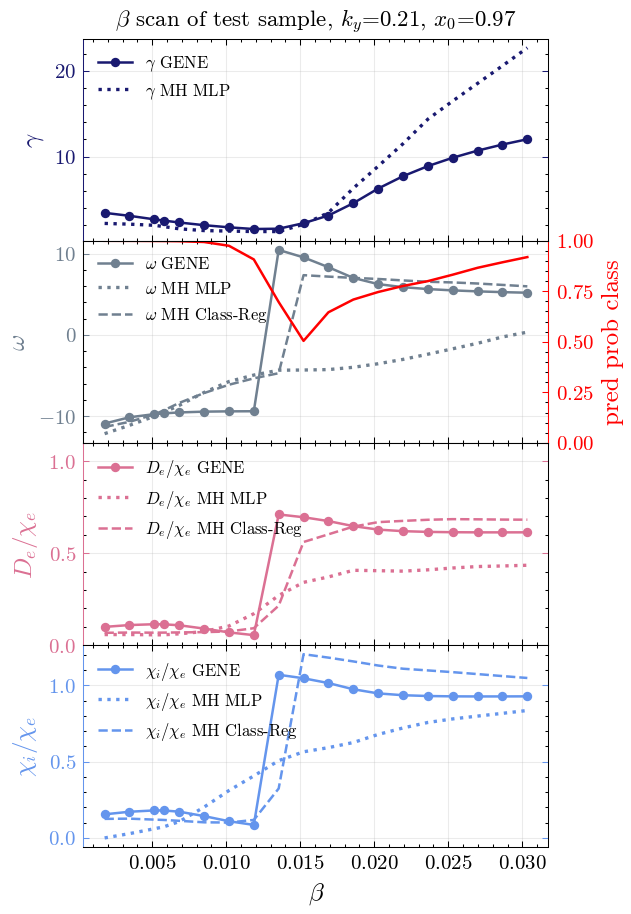 β scan of test sample, k_y=0.21, x_0=0.97
γ GENE
γ MH MLP
20
10
γ
ω GENE
ω MH MLP
ω MH Class-Reg
10
0
−10
ω
1.00
0.75
0.50
0.25
0.00
pred prob class
D_e/χ_e GENE
D_e/χ_e MH MLP
D_e/χ_e MH Class-Reg
1.0
0.5
0.0
D_e/χ_e
χ_i/χ_e GENE
χ_i/χ_e MH MLP
χ_i/χ_e MH Class-Reg
1.0
0.5
0.0
χ_i/χ_e
0.005 0.010 0.015 0.020 0.025 0.030
β